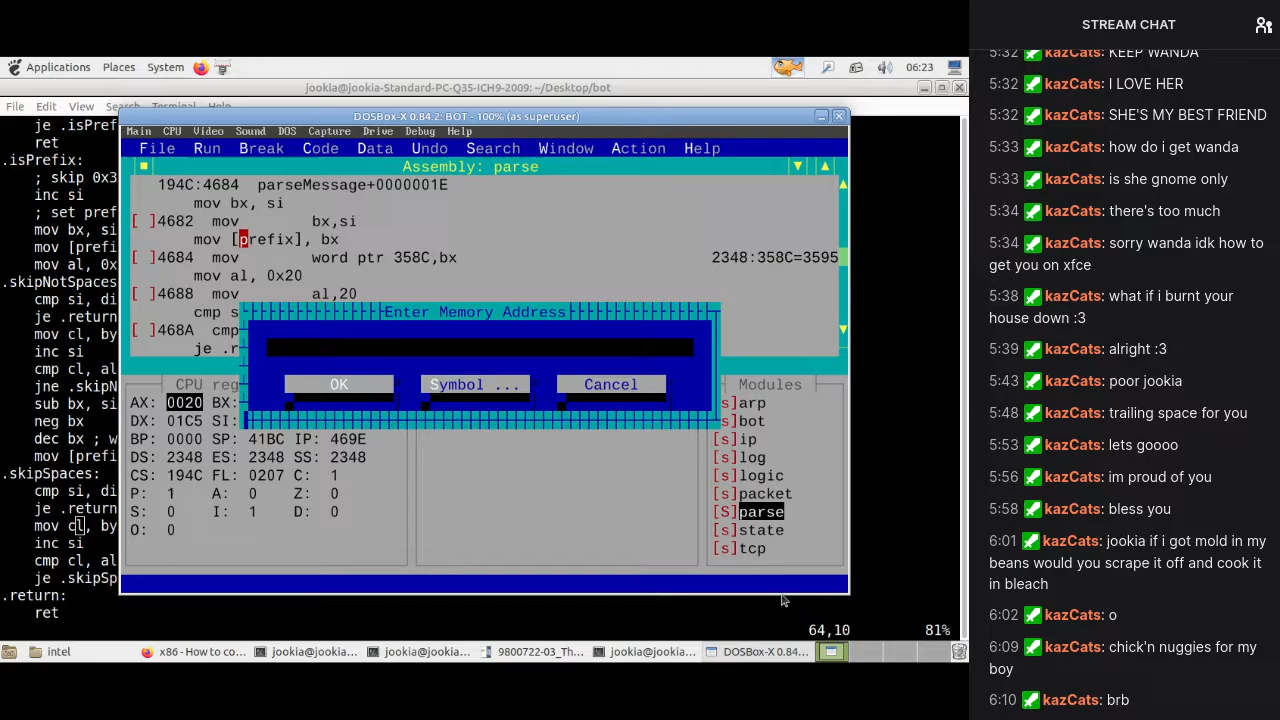 Applications Places System 06:23
jookia@jookia-Standard-PC-Q35-ICH9-2009: ~/Desktop/bot
File Edit View Search Terminal Help
je .isPref
ret
.isPrefix:
; skip 0x3
inc si
; set pref
mov bx, si
mov [prefi
mov al, 0x
.skipNotSpaces
cmp si, di
je .return
mov cl, by
inc si
cmp cl, al
jne .skipN
sub bx, si
neg bx
dec bx ; w
mov [prefi
.skipSpaces:
cmp si, di
je .return
mov cl, by
inc si
cmp cl, al
je .skipSp
.return:
ret
64,10 81%
DOSBox-X 0.84.2: BOT - 100% (as superuser)
Main CPU Video Sound DOS Capture Drive Debug Help
File Run Break Code Data Undo Search Window Action Help
Assembly: parse
194C:4684 parseMessage+0000001E
mov bx, si
[ ]4682 mov bx,si
mov [prefix], bx
[ ]4684 mov word ptr 358C,bx 2348:358C=3595
mov al, 0x20
[ ]4688 mov al,20
cmp s
[ ]468A cmp
je .r
Enter Memory Address
OK Symbol ... Cancel
CPU reg
AX: 0020 BX:
DX: 01C5 SI:
BP: 0000 SP: 41BC IP: 469E
DS: 2348 ES: 2348 SS: 2348
CS: 194C FL: 0207 C: 1
P: 1 A: 0 Z: 0
S: 0 I: 1 D: 0
O: 0
Modules
[s]arp
[s]bot
[s]ip
[s]log
[s]logic
[s]packet
[S]parse
[s]state
[s]tcp
intel x86 - How to co... jookia@jookia... jookia@jookia... 9800722-03_Th... jookia@jookia... DOSBox-X 0.84...
STREAM CHAT
5:32 kazCats: KEEP WANDA
5:32 kazCats: I LOVE HER
5:32 kazCats: SHE'S MY BEST FRIEND
5:33 kazCats: how do i get wanda
5:33 kazCats: is she gnome only
5:34 kazCats: there's too much
5:34 kazCats: sorry wanda idk how to
get you on xfce
5:38 kazCats: what if i burnt your
house down :3
5:39 kazCats: alright :3
5:43 kazCats: poor jookia
5:48 kazCats: trailing space for you
5:53 kazCats: lets goooo
5:56 kazCats: im proud of you
5:58 kazCats: bless you
6:01 kazCats: jookia if i got mold in my
beans would you scrape it off and cook it
in bleach
6:02 kazCats: o
6:09 kazCats: chick'n nuggies for my
boy
6:10 kazCats: brb